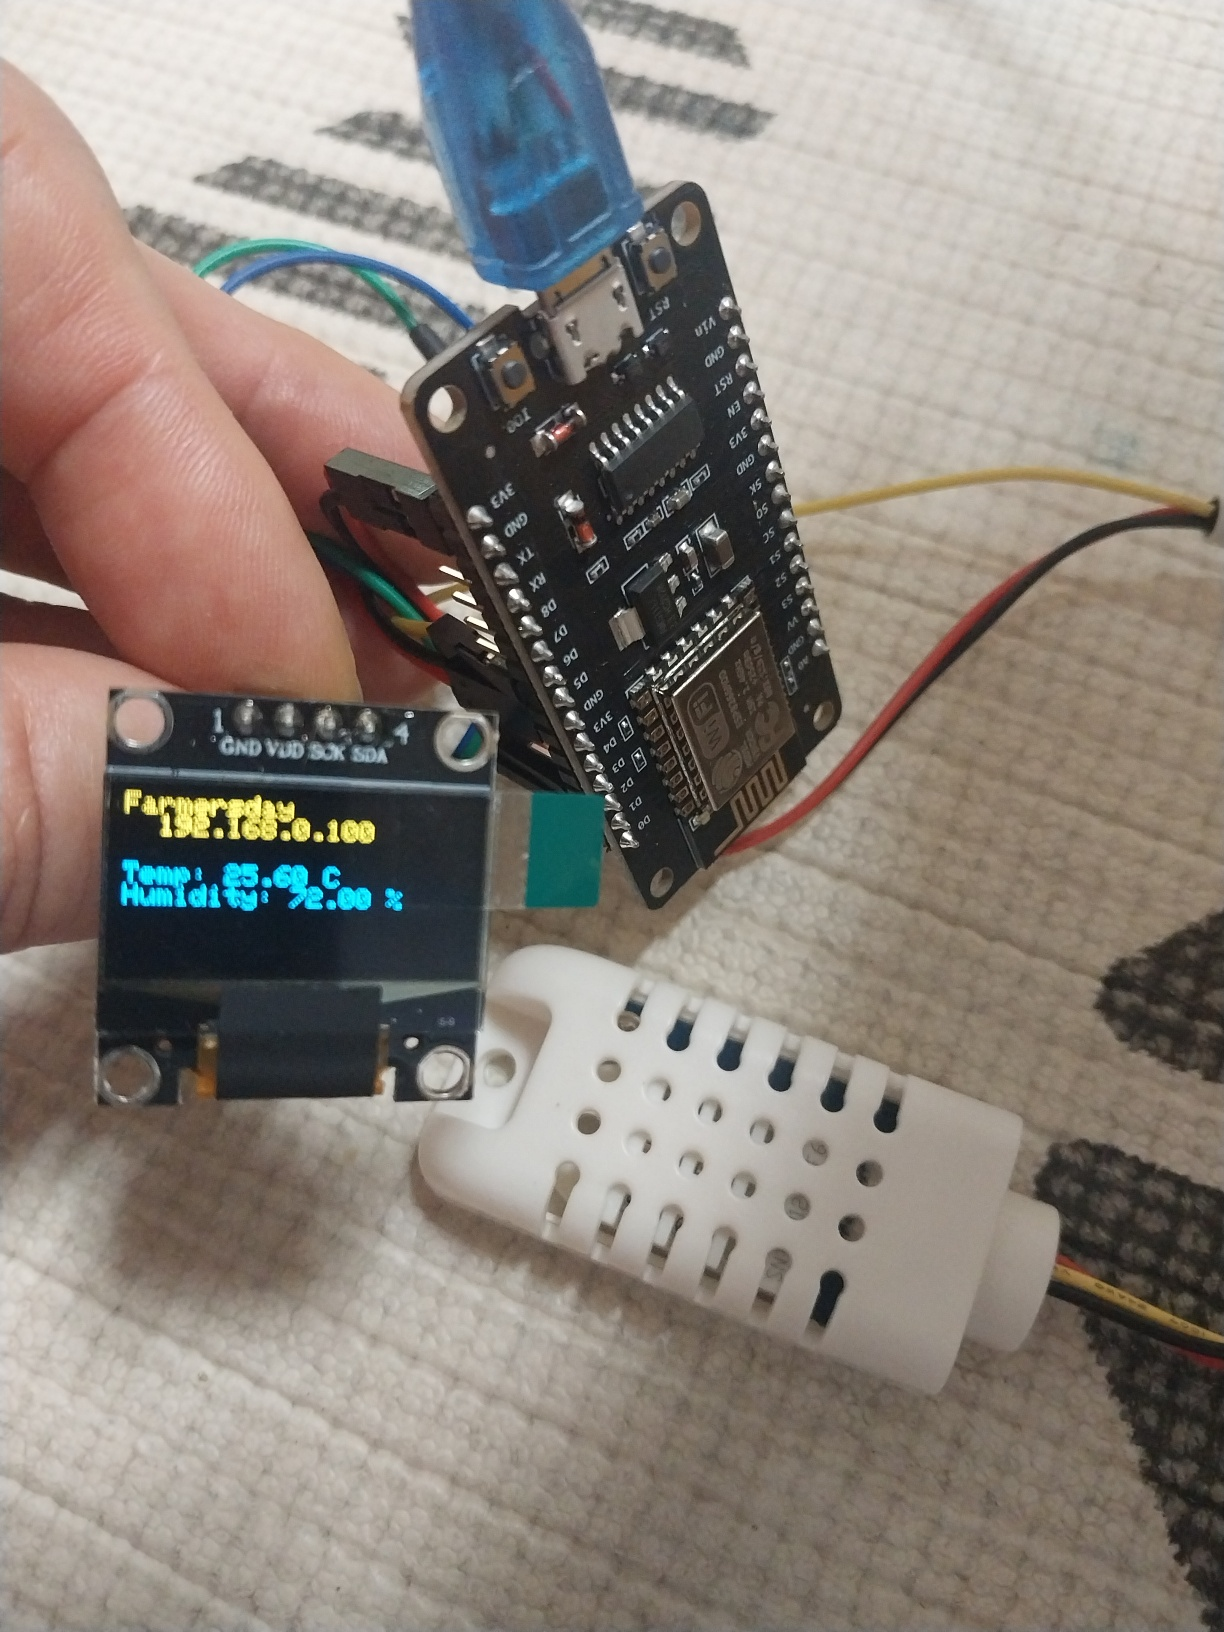 RST
IOO
Vin
GND
RST
EN
3V3
GND
SK
SO
SC
S1
S2
S3
VV
GND
A0
3V3
GND
TX
RX
D8
D7
D6
D5
GND
3V3
D4
D3
D2
D1
D0
WiFi
1 4
GND VDD SCK SDA
Farmersday
192.168.0.100
Temp: 25.60 C
Humidity: 72.00 %